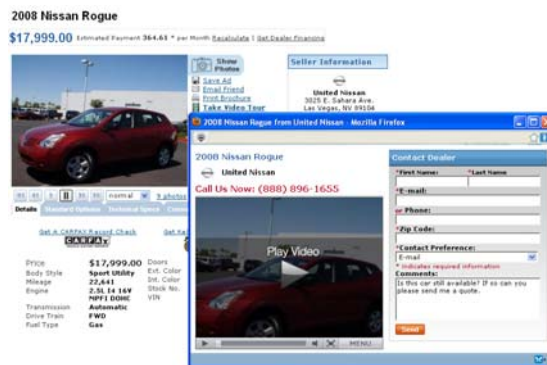 2008 Nissan Rogue
$17,999.00 Estimated Payment 364.61 * per Month Recalculate | Get Dealer Financing
Show Photos
Save Ad
Email Friend
Print Brochure
Take Video Tour
Seller Information
United Nissan
3025 E. Sahara Ave.
Las Vegas, NV 89104
normal
9 photos
Details Standard Options Technical Specs
Get A CARFAX Record Check
CARFAX
Price $17,999.00
Body Style Sport Utility
Mileage 22,641
Engine 2.5L I4 16V
MPFI DOHC
Transmission Automatic
Drive Train FWD
Fuel Type Gas
Doors
Ext. Color
Int. Color
Stock No.
VIN
2008 Nissan Rogue from United Nissan - Mozilla Firefox
2008 Nissan Rogue
United Nissan
Call Us Now: (888) 896-1655
Play Video
MENU
Contact Dealer
*First Name: *Last Name
*E-mail:
or Phone:
*Zip Code:
*Contact Preference:
E-mail
* indicates required information
Comments:
Is this car still available? If so can you
please send me a quote.
Send